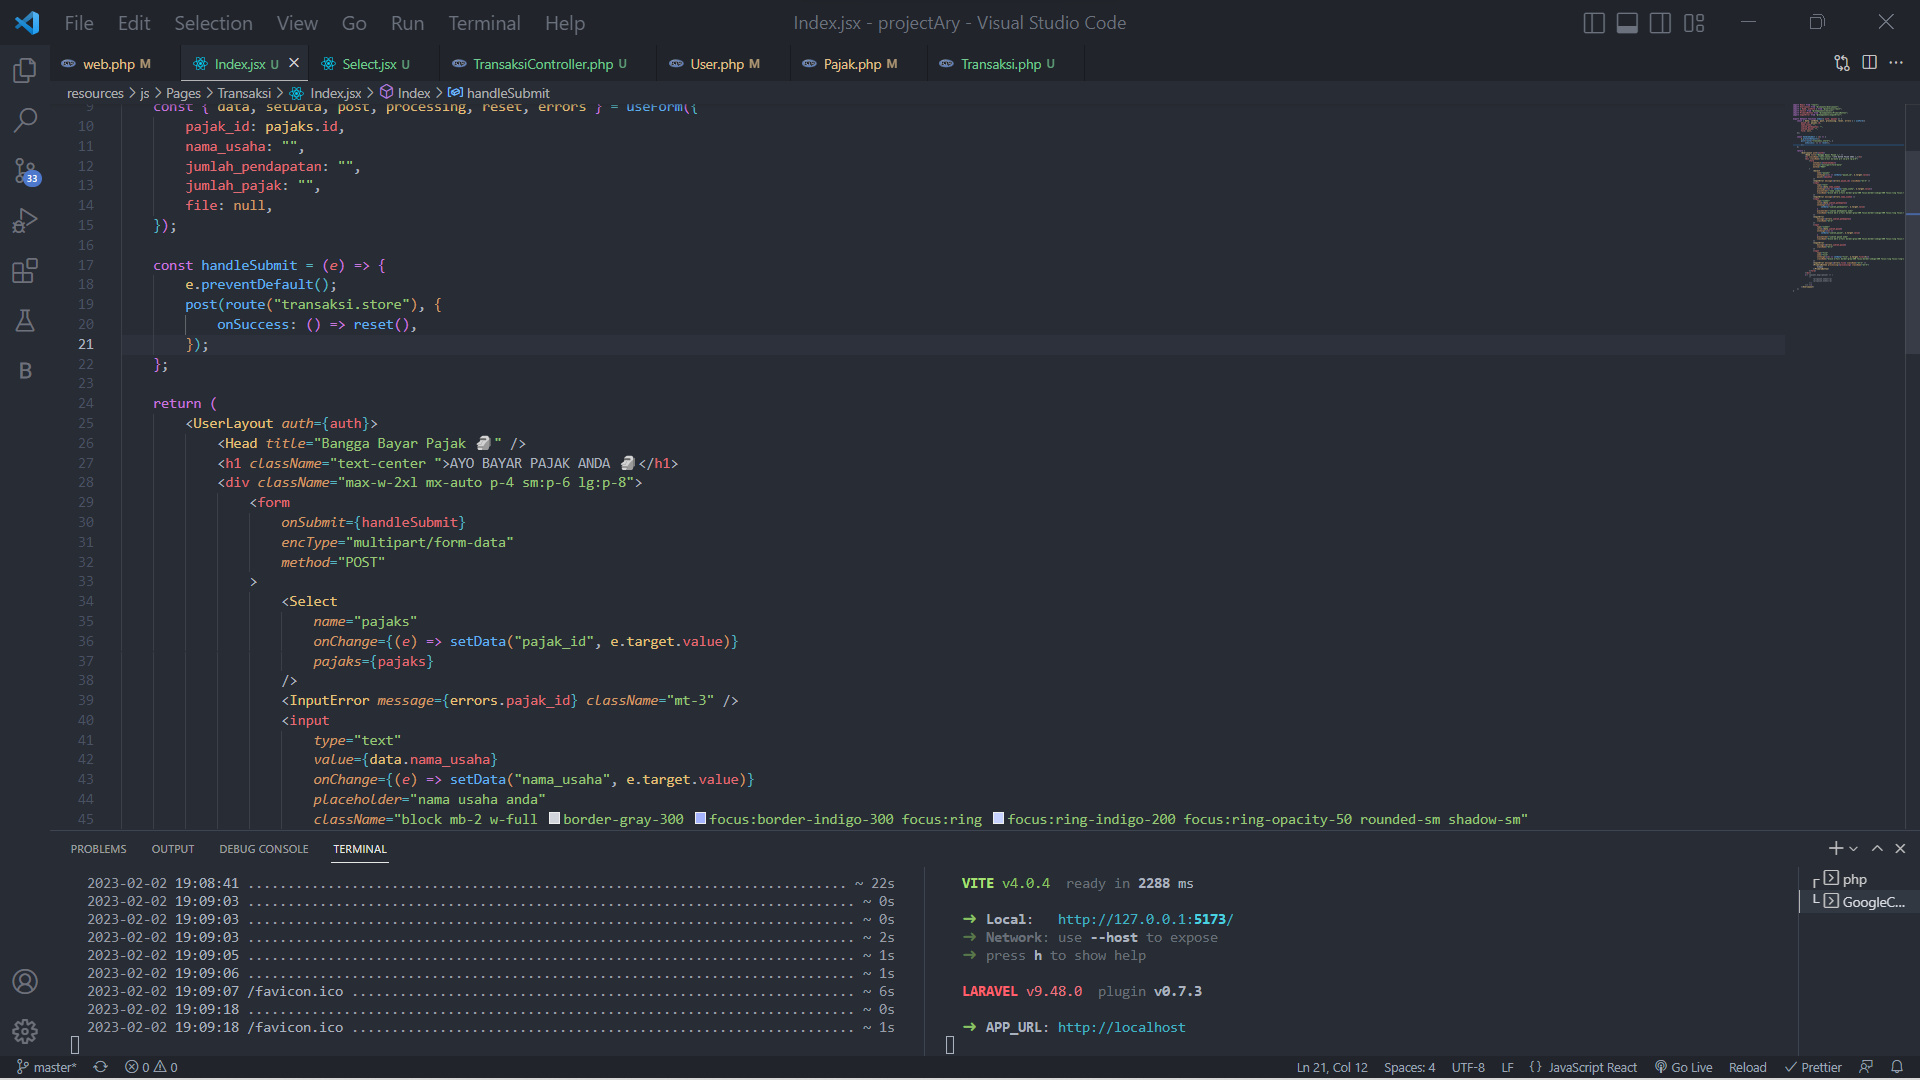 File Edit Selection View Go Run Terminal Help
Index.jsx - projectAry - Visual Studio Code
web.php M
Index.jsx U
Select.jsx U
TransaksiController.php U
User.php M
Pajak.php M
Transaksi.php U
resources > js > Pages > Transaksi > Index.jsx > Index > handleSubmit
9 const { data, setData, post, processing, reset, errors } = useForm({
10 pajak_id: pajaks.id,
11 nama_usaha: "",
12 jumlah_pendapatan: "",
13 jumlah_pajak: "",
14 file: null,
15 });
16
17 const handleSubmit = (e) => {
18 e.preventDefault();
19 post(route("transaksi.store"), {
20 onSuccess: () => reset(),
21 });
22 };
23
24 return (
25 <UserLayout auth={auth}>
26 <Head title="Bangga Bayar Pajak 🗿" />
27 <h1 className="text-center ">AYO BAYAR PAJAK ANDA 🗿</h1>
28 <div className="max-w-2xl mx-auto p-4 sm:p-6 lg:p-8">
29 <form
30 onSubmit={handleSubmit}
31 encType="multipart/form-data"
32 method="POST"
33 >
34 <Select
35 name="pajaks"
36 onChange={(e) => setData("pajak_id", e.target.value)}
37 pajaks={pajaks}
38 />
39 <InputError message={errors.pajak_id} className="mt-3" />
40 <input
41 type="text"
42 value={data.nama_usaha}
43 onChange={(e) => setData("nama_usaha", e.target.value)}
44 placeholder="nama usaha anda"
45 className="block mb-2 w-full border-gray-300 focus:border-indigo-300 focus:ring focus:ring-indigo-200 focus:ring-opacity-50 rounded-sm shadow-sm"
33
B
PROBLEMS OUTPUT DEBUG CONSOLE TERMINAL
2023-02-02 19:08:41 ........................................................................... ~ 22s
2023-02-02 19:09:03 ............................................................................ ~ 0s
2023-02-02 19:09:03 ............................................................................ ~ 0s
2023-02-02 19:09:03 ............................................................................ ~ 2s
2023-02-02 19:09:05 ............................................................................ ~ 1s
2023-02-02 19:09:06 ............................................................................ ~ 1s
2023-02-02 19:09:07 /favicon.ico ............................................................... ~ 6s
2023-02-02 19:09:18 ............................................................................ ~ 0s
2023-02-02 19:09:18 /favicon.ico ............................................................... ~ 1s
VITE v4.0.4 ready in 2288 ms
➜ Local: http://127.0.0.1:5173/
➜ Network: use --host to expose
➜ press h to show help
LARAVEL v9.48.0 plugin v0.7.3
➜ APP_URL: http://localhost
php
GoogleC...
master* 0 0
Ln 21, Col 12 Spaces: 4 UTF-8 LF {} JavaScript React Go Live Reload Prettier